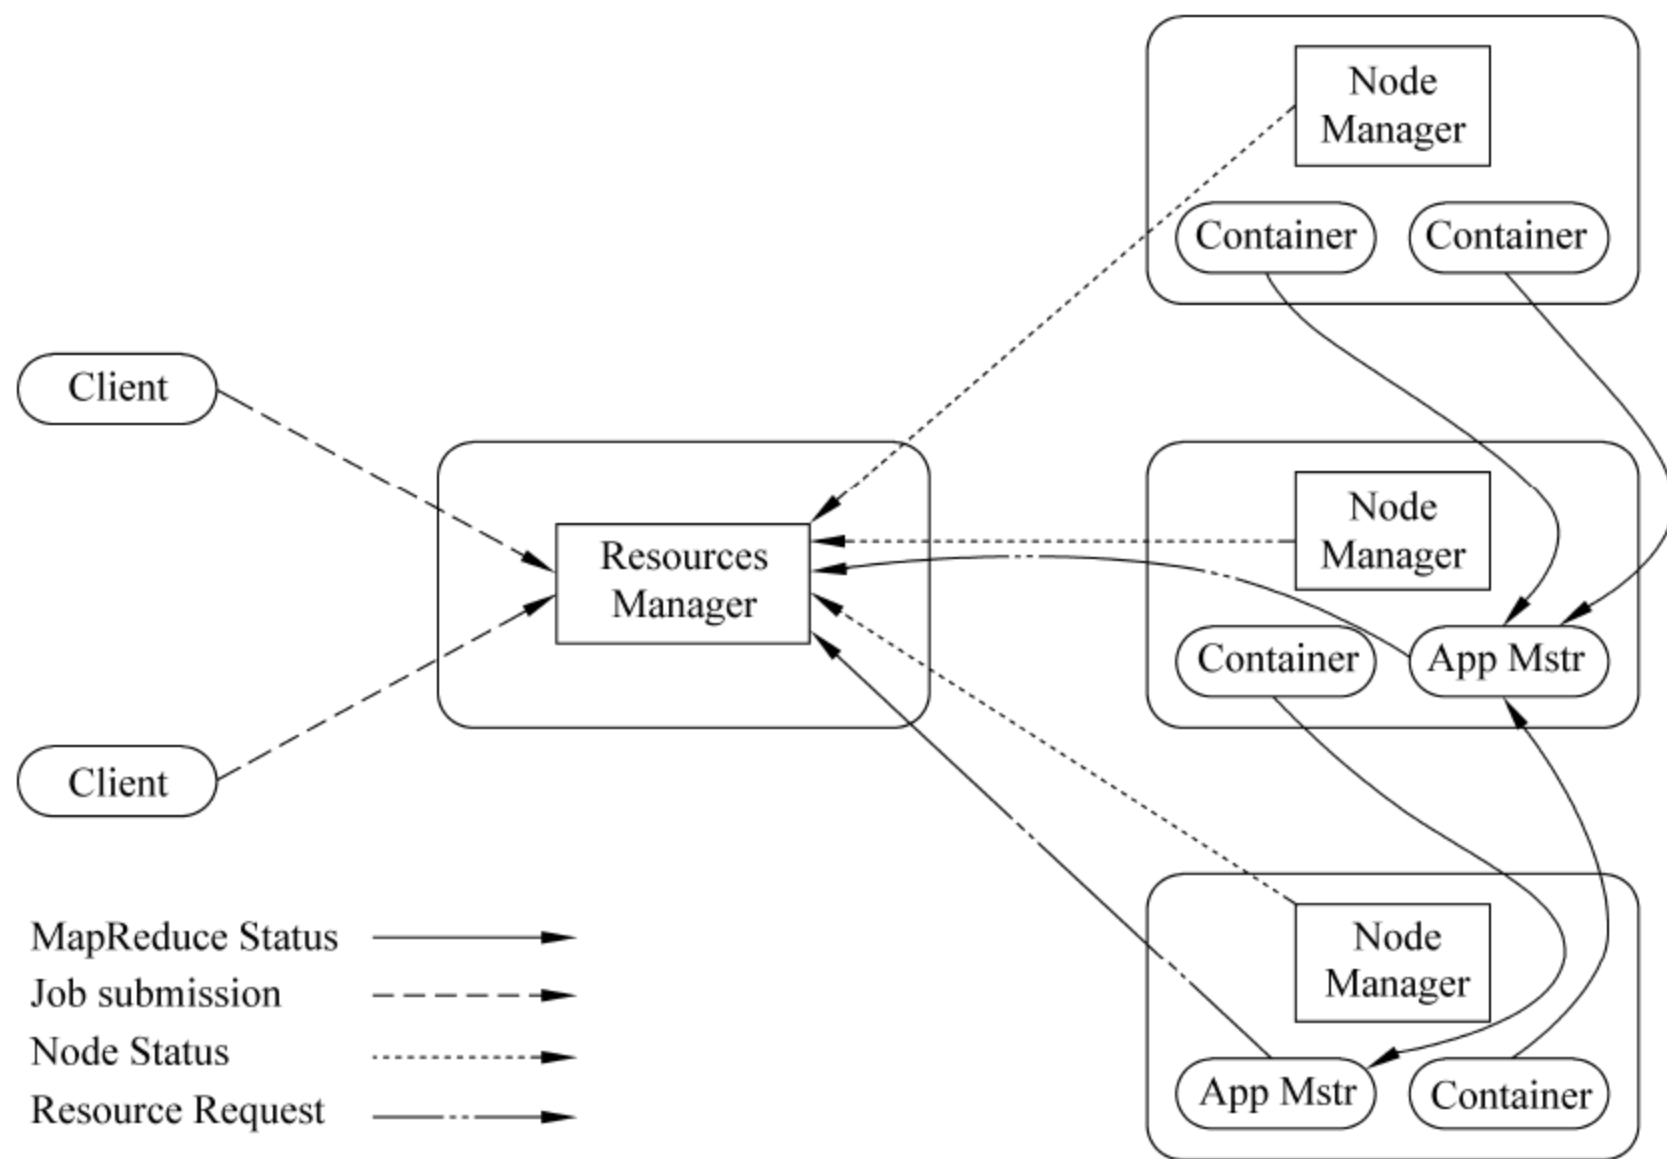 Node
Manager
Container
Container
Client
Resources
Manager
Node
Manager
Container
App Mstr
Client
Node
Manager
App Mstr
Container
MapReduce Status
Job submission
Node Status
Resource Request